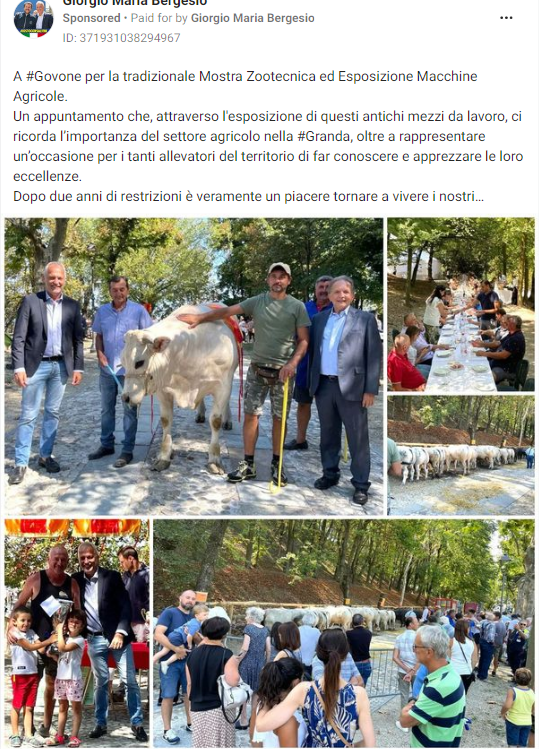 Giorgio Maria Bergesio
Sponsored • Paid for by Giorgio Maria Bergesio
ID: 371931038294967
A #Govone per la tradizionale Mostra Zootecnica ed Esposizione Macchine
Agricole.
Un appuntamento che, attraverso l'esposizione di questi antichi mezzi da lavoro, ci
ricorda l’importanza del settore agricolo nella #Granda, oltre a rappresentare
un’occasione per i tanti allevatori del territorio di far conoscere e apprezzare le loro
eccellenze.
Dopo due anni di restrizioni è veramente un piacere tornare a vivere i nostri…